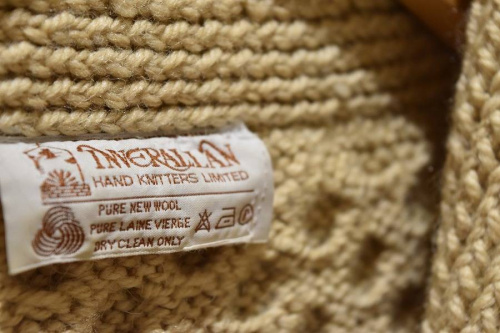 INVERALLAN
HAND KNITTERS LIMITED
PURE NEW WOOL
PURE LAINE VIERGE
DRY CLEAN ONLY